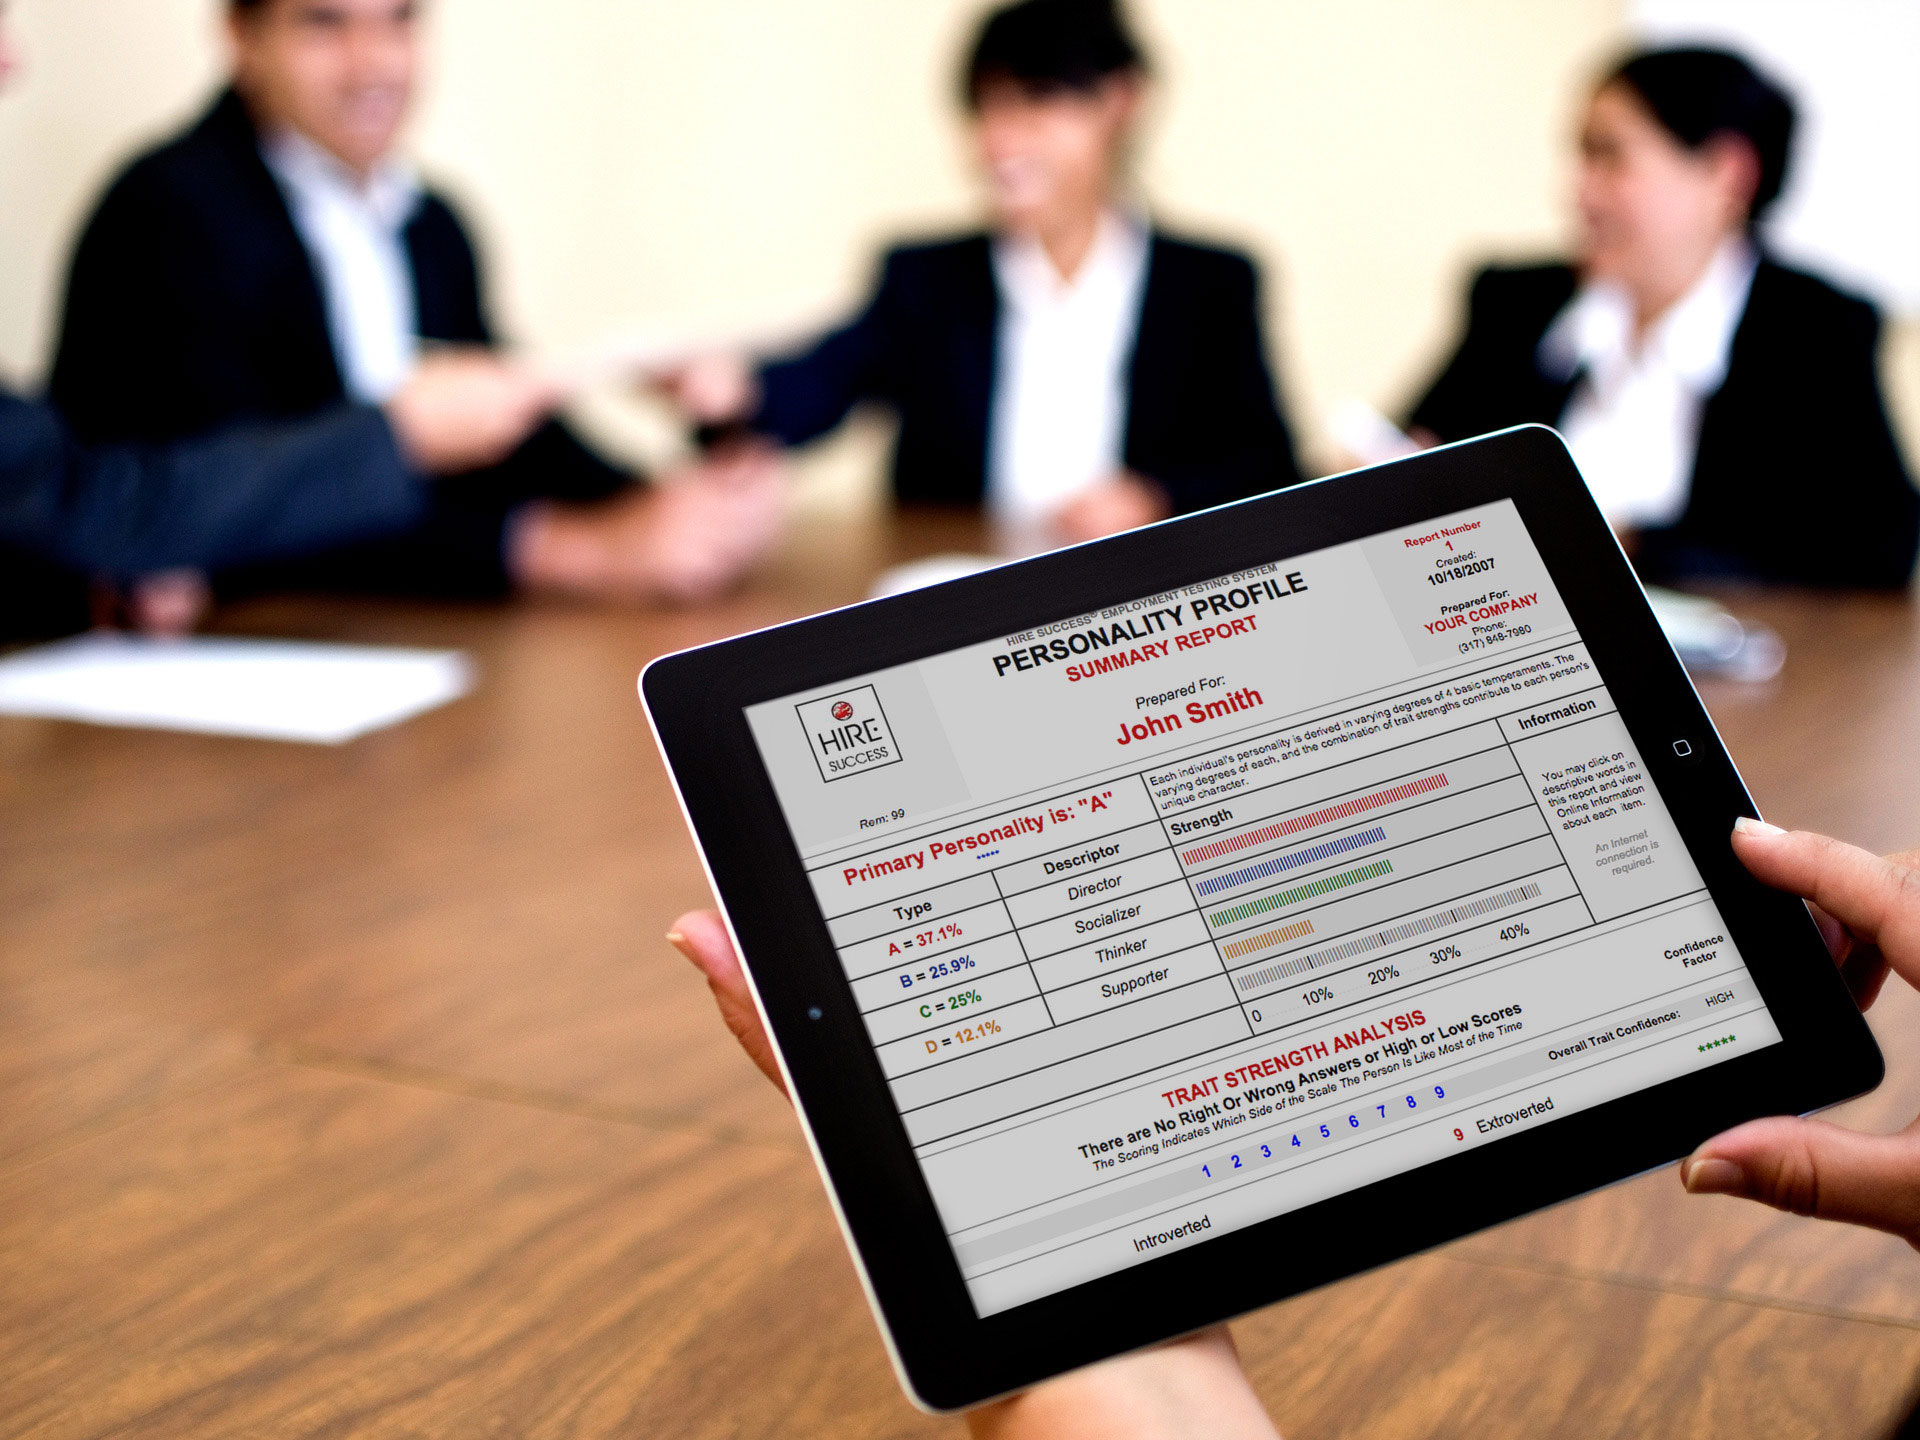 HIRE SUCCESS® EMPLOYMENT TESTING SYSTEM
PERSONALITY PROFILE
SUMMARY REPORT
Prepared For:
John Smith
Report Number
1
Created:
10/18/2007
Prepared For:
YOUR COMPANY
Phone:
(317) 848-7980
HIRE
SUCCESS
Rem: 99
Primary Personality is: "A"
*****
Each individual's personality is derived in varying degrees of 4 basic temperaments. The
varying degrees of each, and the combination of trait strengths contribute to each person's
unique character.
Type
Descriptor
Strength
Information
A = 37.1%
Director
B = 25.9%
Socializer
C = 25%
Thinker
D = 12.1%
Supporter
You may click on
descriptive words in
this report and view
Online Information
about each item.
An Internet
connection is
required.
0 10% 20% 30% 40%
TRAIT STRENGTH ANALYSIS
There are No Right Or Wrong Answers or High or Low Scores
The Scoring Indicates Which Side of the Scale The Person Is Like Most of the Time
Confidence
Factor
Overall Trait Confidence: HIGH
1 2 3 4 5 6 7 8 9
*****
Introverted 9 Extroverted